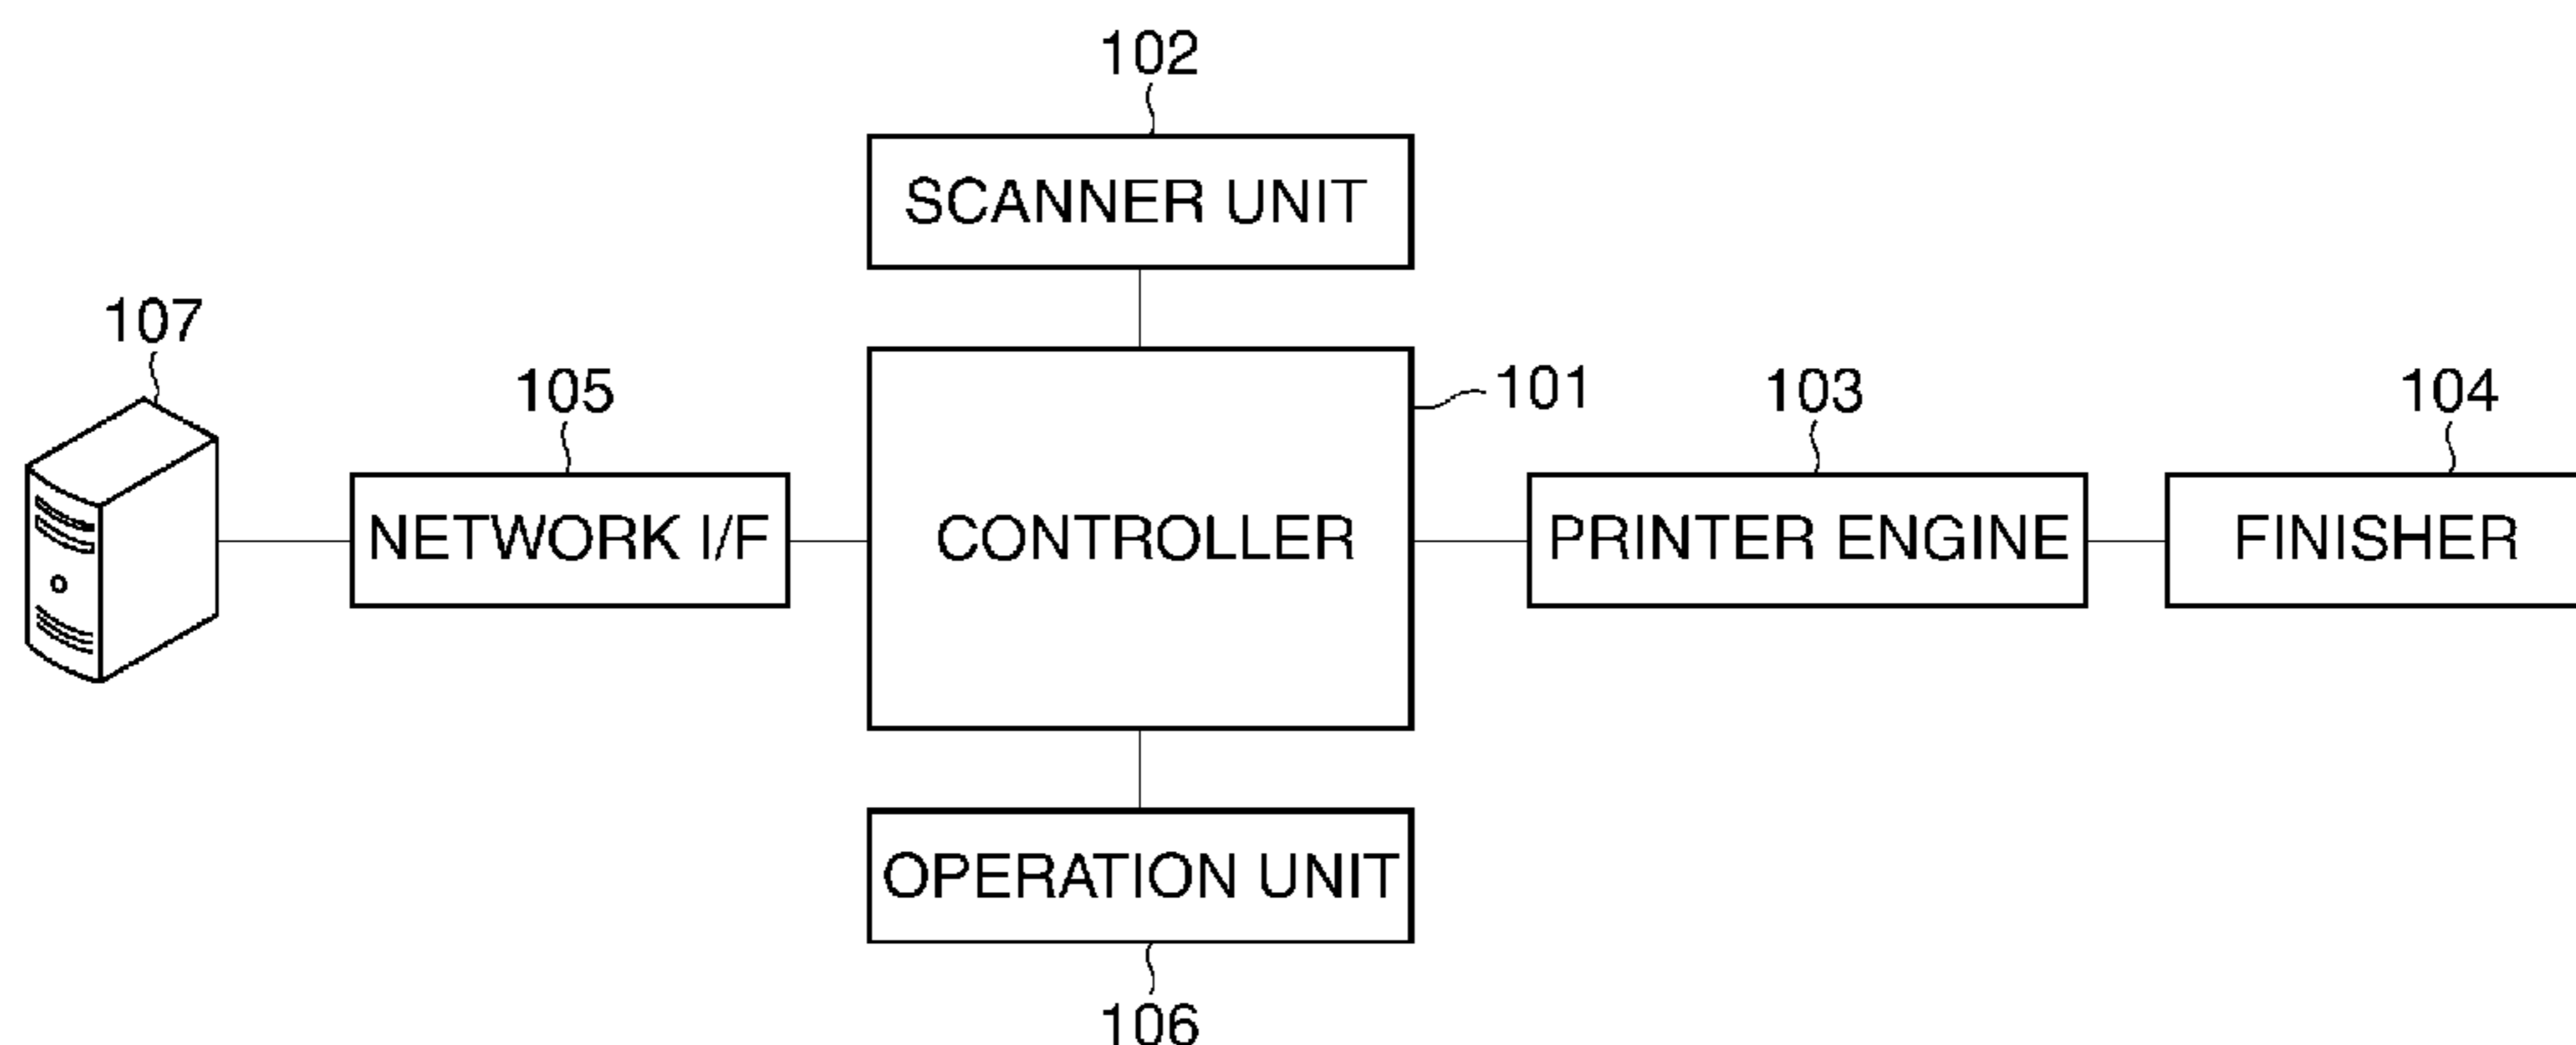 102
SCANNER UNIT
107
105
101
103
104
NETWORK I/F
CONTROLLER
PRINTER ENGINE
FINISHER
OPERATION UNIT
106